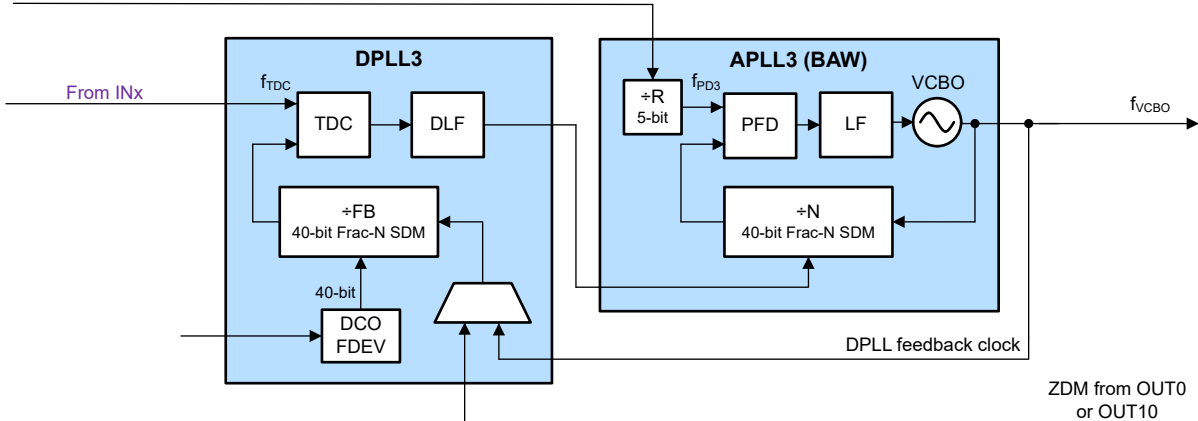 DPLL3
APLL3 (BAW)
From INx
fTDC
TDC
DLF
÷R
5-bit
fPD3
PFD
LF
VCBO
fVCBO
÷FB
40-bit Frac-N SDM
÷N
40-bit Frac-N SDM
40-bit
DCO
FDEV
DPLL feedback clock
ZDM from OUT0
or OUT10